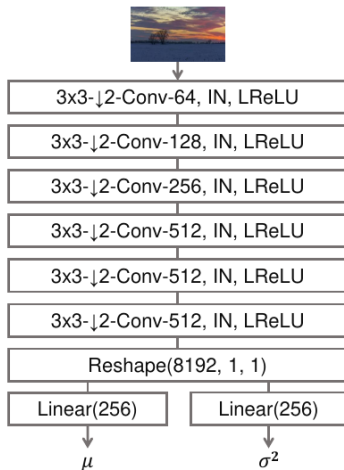 3x3-↓2-Conv-64, IN, LReLU
3x3-↓2-Conv-128, IN, LReLU
3x3-↓2-Conv-256, IN, LReLU
3x3-↓2-Conv-512, IN, LReLU
3x3-↓2-Conv-512, IN, LReLU
3x3-↓2-Conv-512, IN, LReLU
Reshape(8192, 1, 1)
Linear(256) Linear(256)
μ σ²